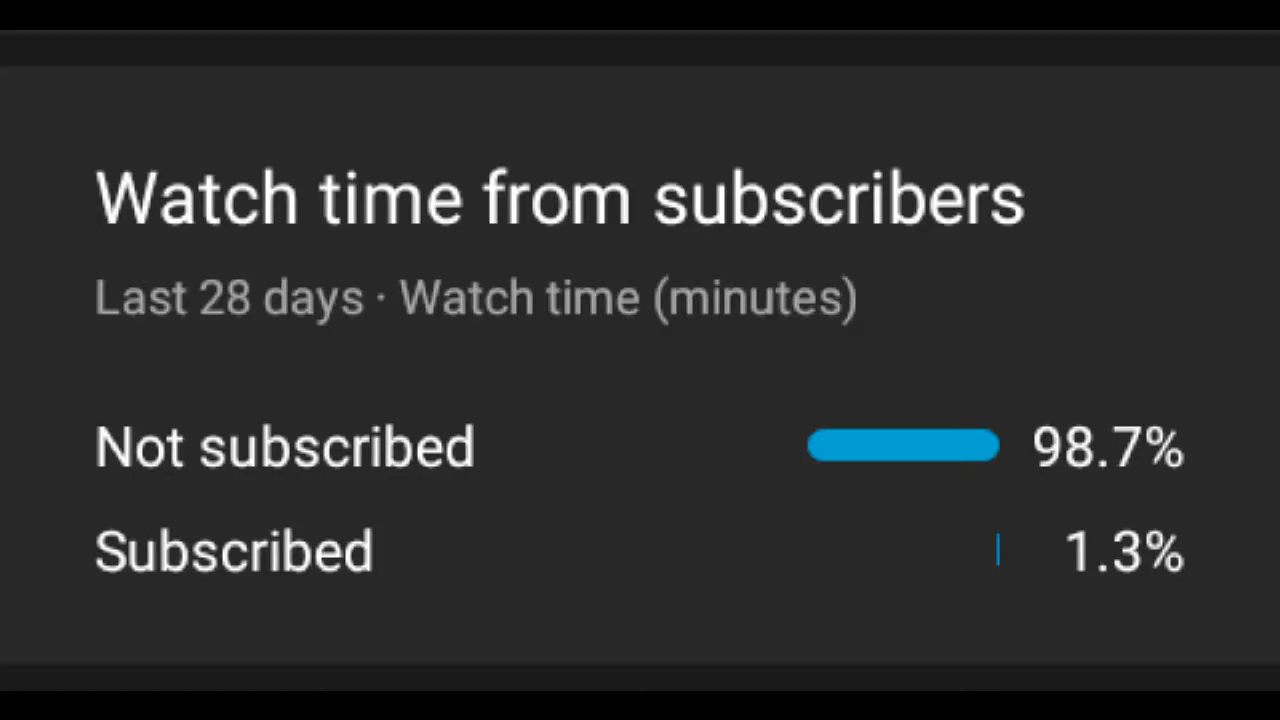 Watch time from subscribers
Last 28 days · Watch time (minutes)
Not subscribed 98.7%
Subscribed 1.3%